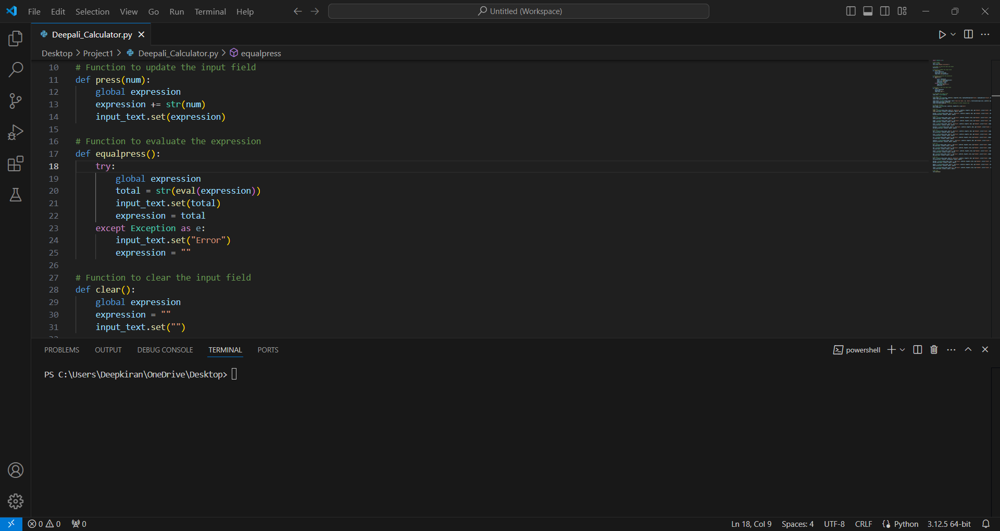 File Edit Selection View Go Run Terminal Help
Untitled (Workspace)
Deepali_Calculator.py
Desktop > Project1 > Deepali_Calculator.py > equalpress
10 # Function to update the input field
11 def press(num):
12 global expression
13 expression += str(num)
14 input_text.set(expression)
15
16 # Function to evaluate the expression
17 def equalpress():
18 try:
19 global expression
20 total = str(eval(expression))
21 input_text.set(total)
22 expression = total
23 except Exception as e:
24 input_text.set("Error")
25 expression = ""
26
27 # Function to clear the input field
28 def clear():
29 global expression
30 expression = ""
31 input_text.set("")
PROBLEMS OUTPUT DEBUG CONSOLE TERMINAL PORTS
powershell
PS C:\Users\Deepkiran\OneDrive\Desktop>
0 0 0
Ln 18, Col 9 Spaces: 4 UTF-8 CRLF Python 3.12.5 64-bit